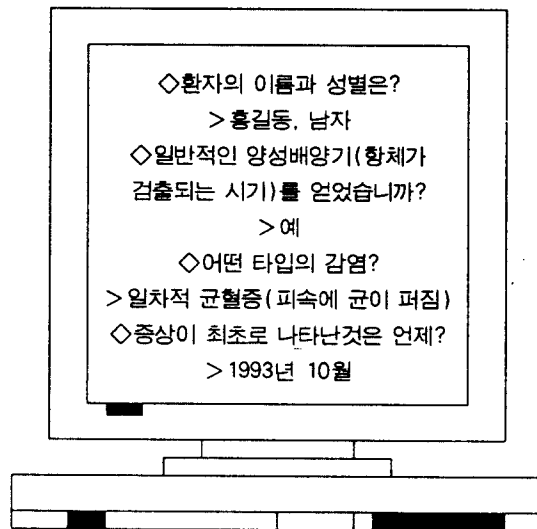 ◇환자의 이름과 성별은?
>홍길동, 남자
◇일반적인 양성배양기(항체가
검출되는 시기)를 얻었습니까?
>예
◇어떤 타입의 감염?
>일차적 균혈증(피속에 균이 퍼짐)
◇증상이 최초로 나타난것은 언제?
>1993년 10월